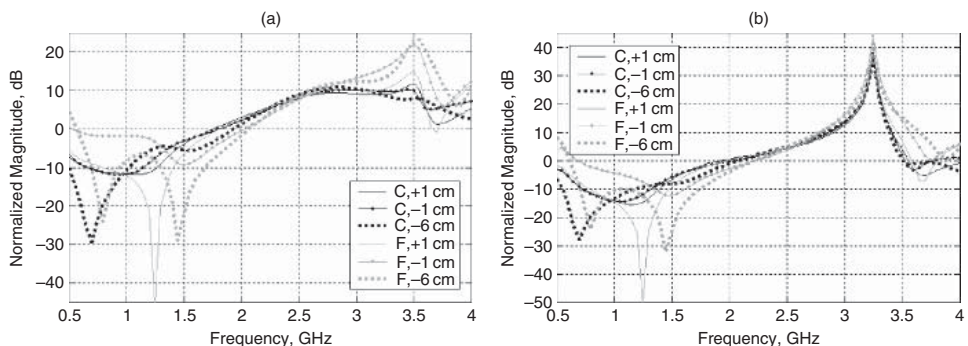 (a)
Normalized Magnitude, dB
20
10
0
−10
−20
−30
−40
C,+1 cm
C,−1 cm
C,−6 cm
F,+1 cm
F,−1 cm
F,−6 cm
0.5 1 1.5 2 2.5 3 3.5 4
Frequency, GHz
(b)
Normalized Magnitude, dB
40
30
20
10
0
−10
−20
−30
−40
−50
C,+1 cm
C,−1 cm
C,−6 cm
F,+1 cm
F,−1 cm
F,−6 cm
0.5 1 1.5 2 2.5 3 3.5 4
Frequency, GHz